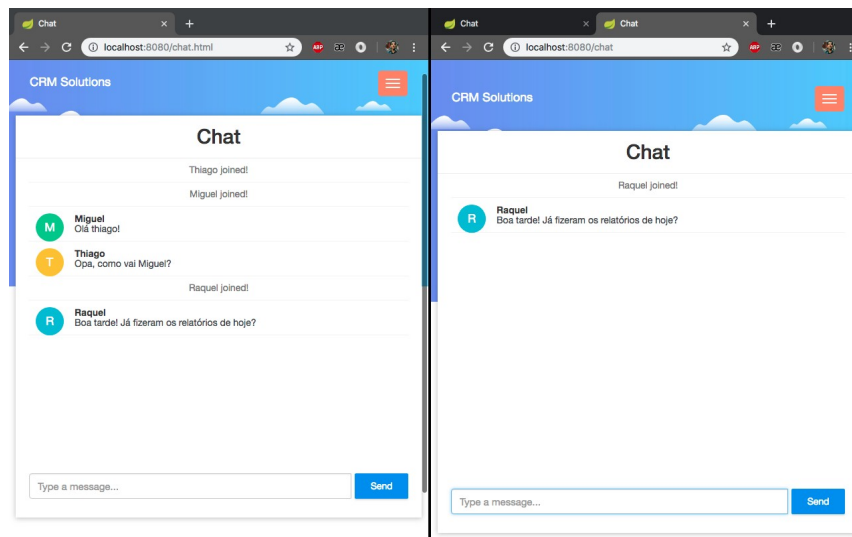 Chat
localhost:8080/chat.html
ABP
CRM Solutions
Chat
Thiago joined!
Miguel joined!
M
Miguel
Olá thiago!
T
Thiago
Opa, como vai Miguel?
Raquel joined!
R
Raquel
Boa tarde! Já fizeram os relatórios de hoje?
Type a message...
Send
Chat
Chat
localhost:8080/chat
ABP
CRM Solutions
Chat
Raquel joined!
R
Raquel
Boa tarde! Já fizeram os relatórios de hoje?
Type a message...
Send